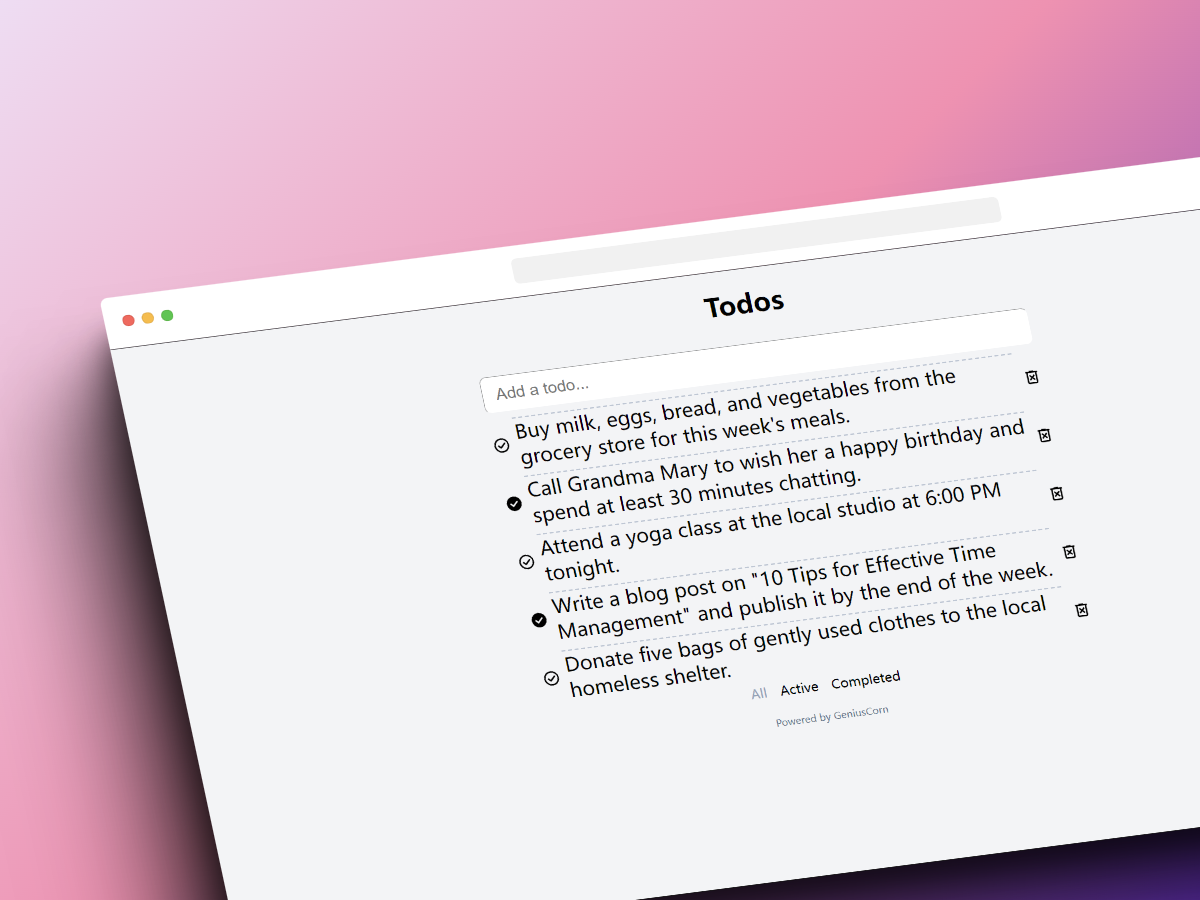 Todos
Add a todo...
Buy milk, eggs, bread, and vegetables from the
grocery store for this week's meals.
Call Grandma Mary to wish her a happy birthday and
spend at least 30 minutes chatting.
Attend a yoga class at the local studio at 6:00 PM
tonight.
Write a blog post on "10 Tips for Effective Time
Management" and publish it by the end of the week.
Donate five bags of gently used clothes to the local
homeless shelter.
All Active Completed
Powered by GeniusCorn